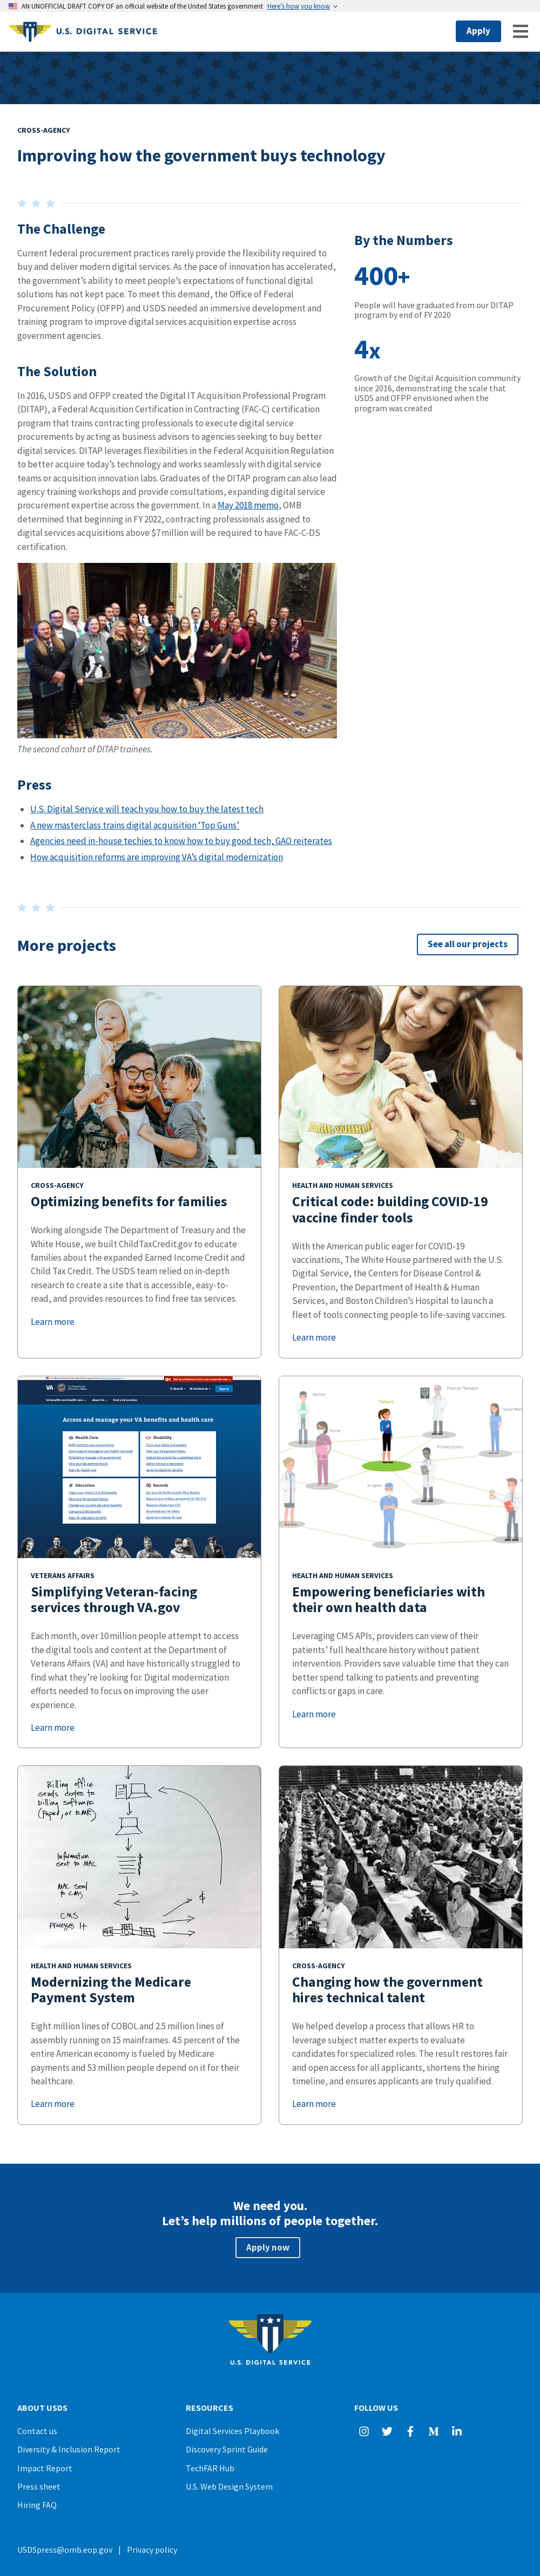 AN UNOFFICIAL DRAFT COPY OF an official website of the United States government Here's how you know
U.S. DIGITAL SERVICE
Apply
CROSS-AGENCY
Improving how the government buys technology
The Challenge
Current federal procurement practices rarely provide the flexibility required to
buy and deliver modern digital services. As the pace of innovation has accelerated,
the government's ability to meet people's expectations of functional digital
solutions has not kept pace. To meet this demand, the Office of Federal
Procurement Policy (OFPP) and USDS needed an immersive development and
training program to improve digital services acquisition expertise across
government agencies.
By the Numbers
400+
People will have graduated from our DITAP
program by end of FY 2020
4x
Growth of the Digital Acquisition community
since 2016, demonstrating the scale that
USDS and OFPP envisioned when the
program was created
The Solution
In 2016, USDS and OFPP created the Digital IT Acquisition Professional Program
(DITAP), a Federal Acquisition Certification in Contracting (FAC-C) certification
program that trains contracting professionals to execute digital service
procurements by acting as business advisors to agencies seeking to buy better
digital services. DITAP leverages flexibilities in the Federal Acquisition Regulation
to better acquire today's technology and works seamlessly with digital service
teams or acquisition innovation labs. Graduates of the DITAP program can also lead
agency training workshops and provide consultations, expanding digital service
procurement expertise across the government. In a May 2018 memo, OMB
determined that beginning in FY 2022, contracting professionals assigned to
digital services acquisitions above $7 million will be required to have FAC-C-DS
certification.
The second cohort of DITAP trainees.
Press
U.S. Digital Service will teach you how to buy the latest tech
A new masterclass trains digital acquisition 'Top Guns'
Agencies need in-house techies to know how to buy good tech, GAO reiterates
How acquisition reforms are improving VA's digital modernization
More projects
See all our projects
CROSS-AGENCY
Optimizing benefits for families
Working alongside The Department of Treasury and the
White House, we built ChildTaxCredit.gov to educate
families about the expanded Earned Income Credit and
Child Tax Credit. The USDS team relied on in-depth
research to create a site that is accessible, easy-to-
read, and provides resources to find free tax services.
Learn more
HEALTH AND HUMAN SERVICES
Critical code: building COVID-19
vaccine finder tools
With the American public eager for COVID-19
vaccinations, The White House partnered with the U.S.
Digital Service, the Centers for Disease Control &
Prevention, the Department of Health & Human
Services, and Boston Children's Hospital to launch a
fleet of tools connecting people to life-saving vaccines.
Learn more
VA
Access and manage your VA benefits and health care
Health Care
Disability
Education
Records
VETERANS AFFAIRS
Simplifying Veteran-facing
services through VA.gov
Each month, over 10 million people attempt to access
the digital tools and content at the Department of
Veterans Affairs (VA) and have historically struggled to
find what they're looking for. Digital modernization
efforts needed to focus on improving the user
experience.
Learn more
Dentist
Patient
Physical Therapist
Nurse
Primary Doctor
Surgeon
HEALTH AND HUMAN SERVICES
Empowering beneficiaries with
their own health data
Leveraging CMS APIs, providers can view of their
patients' full healthcare history without patient
intervention. Providers save valuable time that they can
better spend talking to patients and preventing
conflicts or gaps in care.
Learn more
Billing office
sends codes to
billing software
(Paper, or EMR)
Information
sent to MAC
MAC send
to CMS
CMS
Processes it
$
HEALTH AND HUMAN SERVICES
Modernizing the Medicare
Payment System
Eight million lines of COBOL and 2.5 million lines of
assembly running on 15 mainframes. 4.5 percent of the
entire American economy is fueled by Medicare
payments and 53 million people depend on it for their
healthcare.
Learn more
CROSS-AGENCY
Changing how the government
hires technical talent
We helped develop a process that allows HR to
leverage subject matter experts to evaluate
candidates for specialized roles. The result restores fair
and open access for all applicants, shortens the hiring
timeline, and ensures applicants are truly qualified.
Learn more
We need you.
Let's help millions of people together.
Apply now
U.S. DIGITAL SERVICE
ABOUT USDS
Contact us
Diversity & Inclusion Report
Impact Report
Press sheet
Hiring FAQ
RESOURCES
Digital Services Playbook
Discovery Sprint Guide
TechFAR Hub
U.S. Web Design System
FOLLOW US
USDSpress@omb.eop.gov | Privacy policy